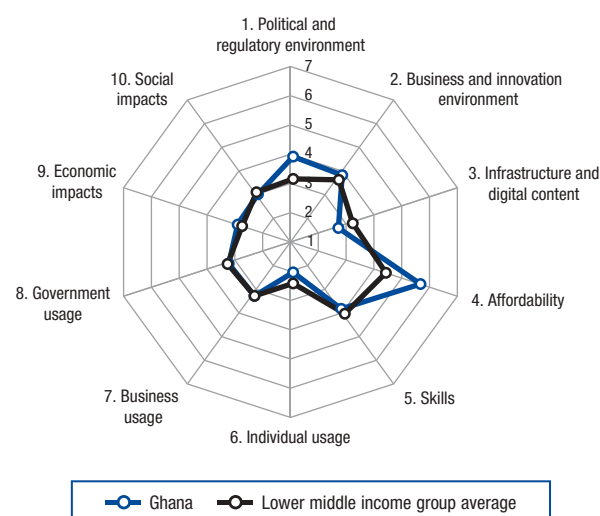 1. Political and
regulatory environment
7
6
5
4
3
2
1
2. Business and innovation
environment
3. Infrastructure and
digital content
4. Affordability
5. Skills
6. Individual usage
7. Business
usage
8. Government
usage
9. Economic
impacts
10. Social
impacts
Ghana
Lower middle income group average